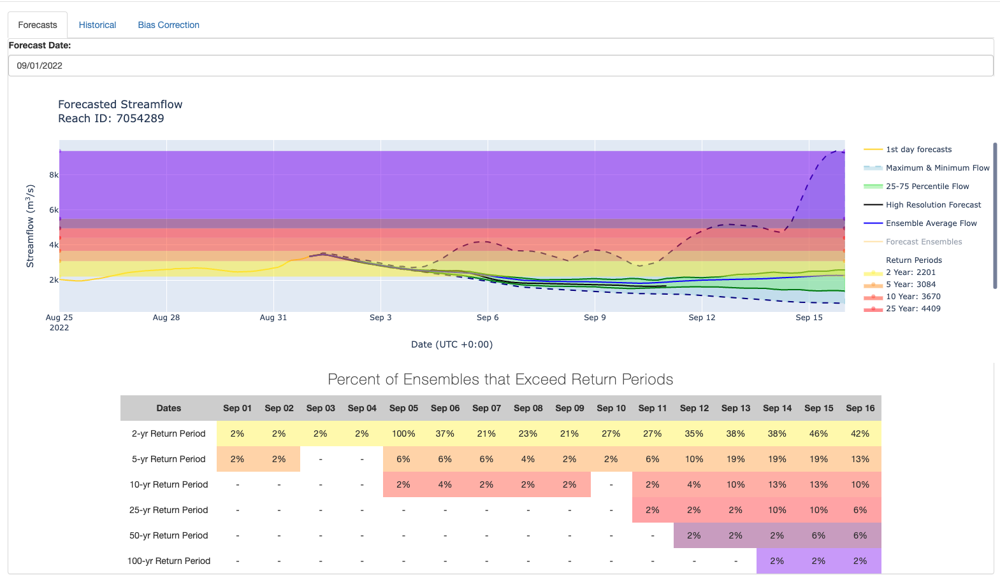 Forecasts Historical Bias Correction
Forecast Date:
09/01/2022
Forecasted Streamflow
Reach ID: 7054289
Streamflow (m³/s)
8k
6k
4k
2k
Aug 25 Aug 28 Aug 31 Sep 3 Sep 6 Sep 9 Sep 12 Sep 15
2022
Date (UTC +0:00)
1st day forecasts
Maximum & Minimum Flow
25-75 Percentile Flow
High Resolution Forecast
Ensemble Average Flow
Forecast Ensembles
Return Periods
2 Year: 2201
5 Year: 3084
10 Year: 3670
25 Year: 4409
Percent of Ensembles that Exceed Return Periods
Dates Sep 01 Sep 02 Sep 03 Sep 04 Sep 05 Sep 06 Sep 07 Sep 08 Sep 09 Sep 10 Sep 11 Sep 12 Sep 13 Sep 14 Sep 15 Sep 16
2-yr Return Period 2% 2% 2% 2% 100% 37% 21% 23% 21% 27% 27% 35% 38% 38% 46% 42%
5-yr Return Period 2% 2% - - 6% 6% 6% 4% 2% 2% 6% 10% 19% 19% 19% 13%
10-yr Return Period - - - - 2% 4% 2% 2% 2% - 2% 4% 10% 13% 13% 10%
25-yr Return Period - - - - - - - - - - 2% 2% 2% 10% 10% 6%
50-yr Return Period - - - - - - - - - - - 2% 2% 2% 6% 6%
100-yr Return Period - - - - - - - - - - - - - 2% 2% 2%